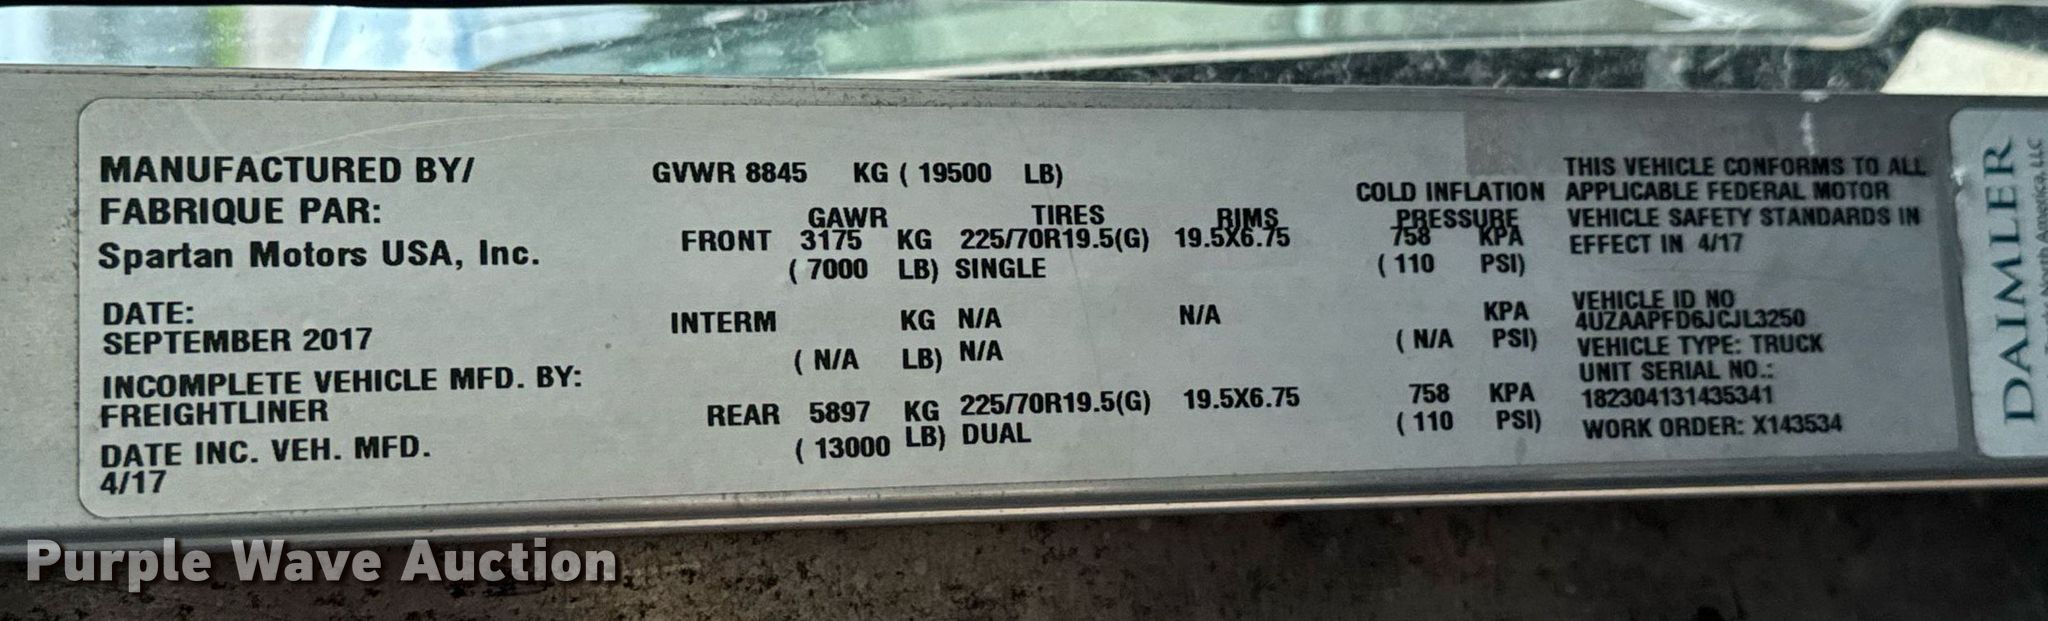 MANUFACTURED BY/
FABRIQUE PAR:
Spartan Motors USA, Inc.
DATE:
SEPTEMBER 2017
INCOMPLETE VEHICLE MFD. BY:
FREIGHTLINER
DATE INC. VEH. MFD.
4/17
GVWR 8845 KG ( 19500 LB)
GAWR TIRES RIMS COLD INFLATION PRESSURE
FRONT 3175 KG 225/70R19.5(G) 19.5X6.75 758 KPA
( 7000 LB) SINGLE ( 110 PSI)
INTERM KG N/A N/A KPA
( N/A LB) N/A ( N/A PSI)
REAR 5897 KG 225/70R19.5(G) 19.5X6.75 758 KPA
( 13000 LB) DUAL ( 110 PSI)
THIS VEHICLE CONFORMS TO ALL
APPLICABLE FEDERAL MOTOR
VEHICLE SAFETY STANDARDS IN
EFFECT IN 4/17
VEHICLE ID NO
4UZAAPFD6JCJL3250
VEHICLE TYPE: TRUCK
UNIT SERIAL NO.:
182304131435341
WORK ORDER: X143534
DAIMLER
North America, LLC
Purple Wave Auction